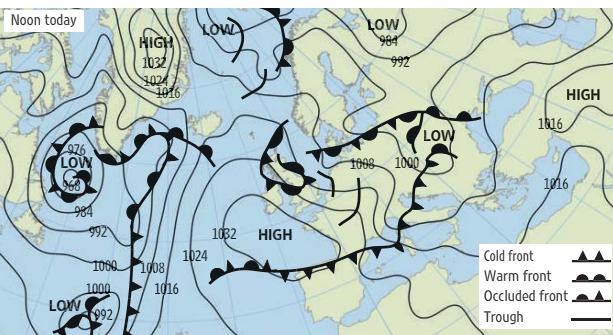 Noon today
LOW
LOW
984
992
HIGH
1032
1024
1016
HIGH
1016
1016
976
LOW
968
984
992
1000
1008
1000
1016
LOW
992
1024
1032
HIGH
1008
1000
LOW
Cold front
Warm front
Occluded front
Trough